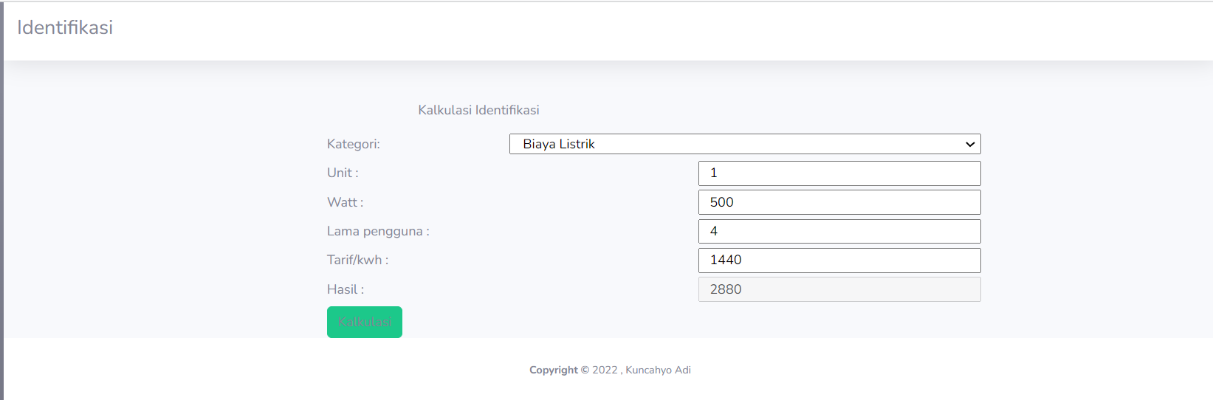 Identifikasi
Kalkulasi Identifikasi
Kategori: Biaya Listrik
Unit : 1
Watt : 500
Lama pengguna : 4
Tarif/kwh : 1440
Hasil : 2880
Kalkulasi
Copyright © 2022 , Kuncahyo Adi